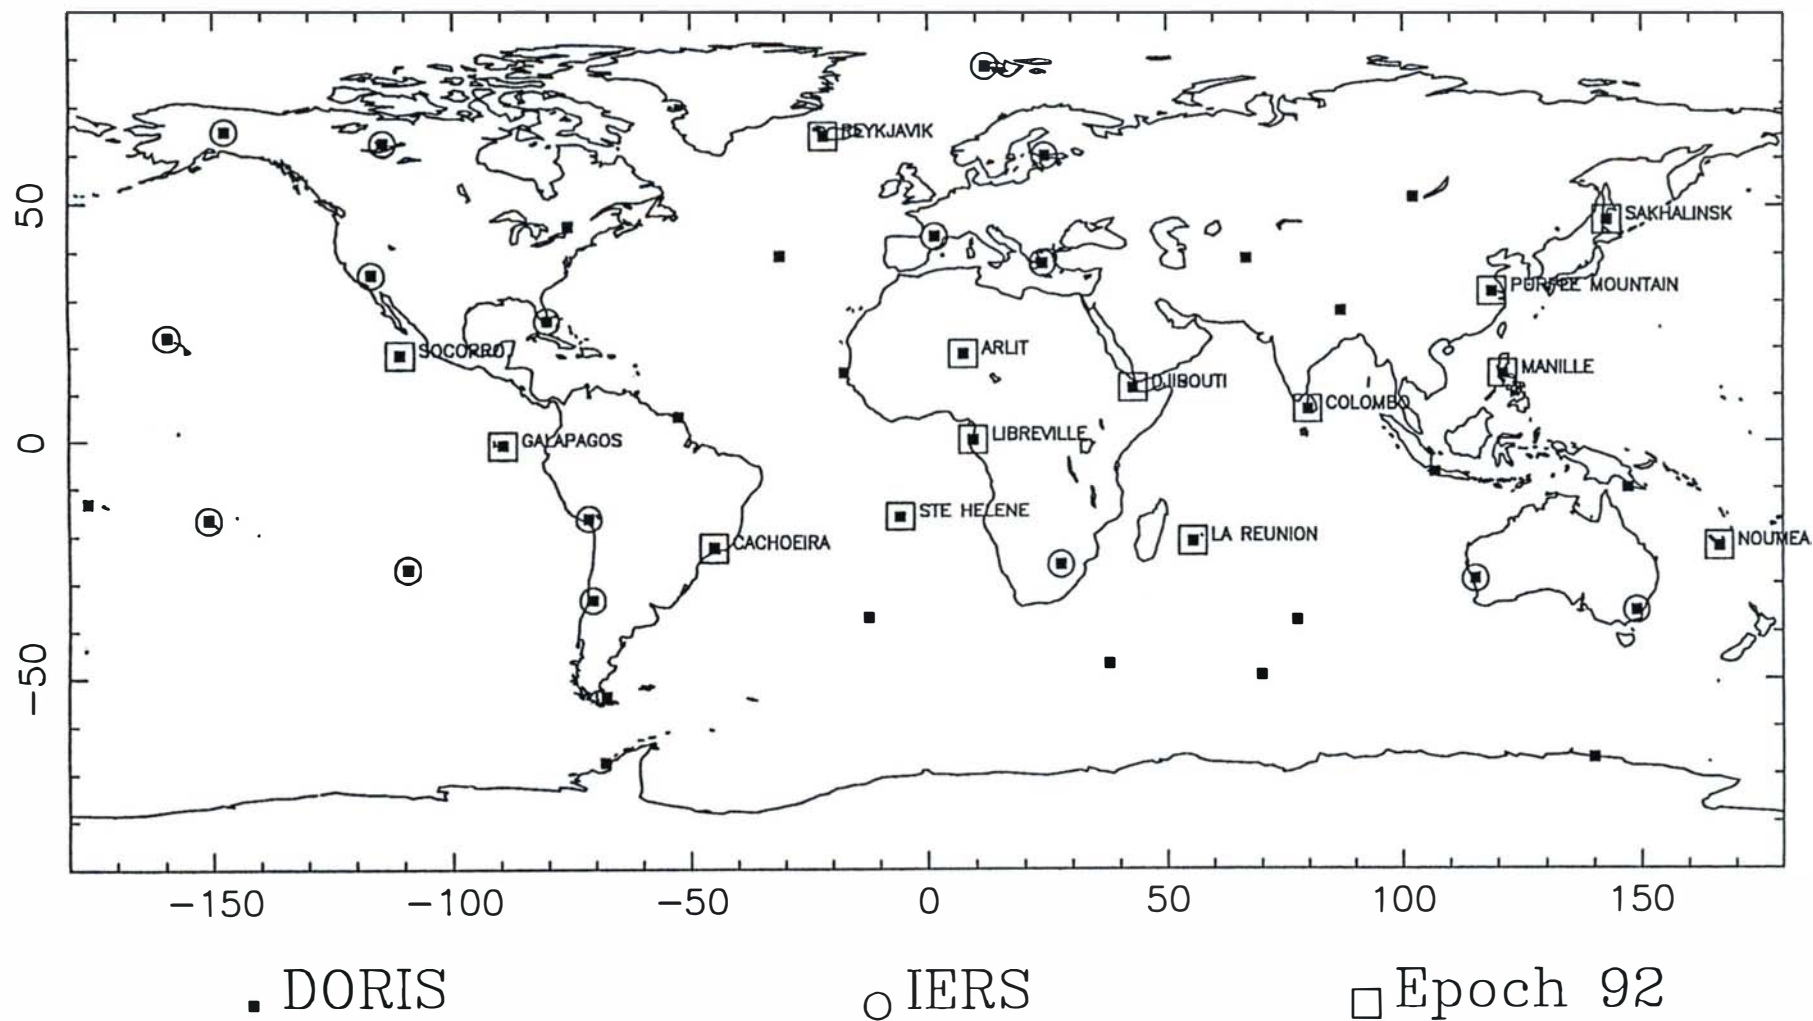 REYKJAVIK
50
SAKHALINSK
PURPLE MOUNTAIN
SOCORRO
ARLIT
MANILLE
DJIBOUTI
COLOMBO
0
GALAPAGOS
LIBREVILLE
STE HELENE
CACHOEIRA
LA REUNION
NOUMEA
-50
-150 -100 -50 0 50 100 150
DORIS IERS Epoch 92